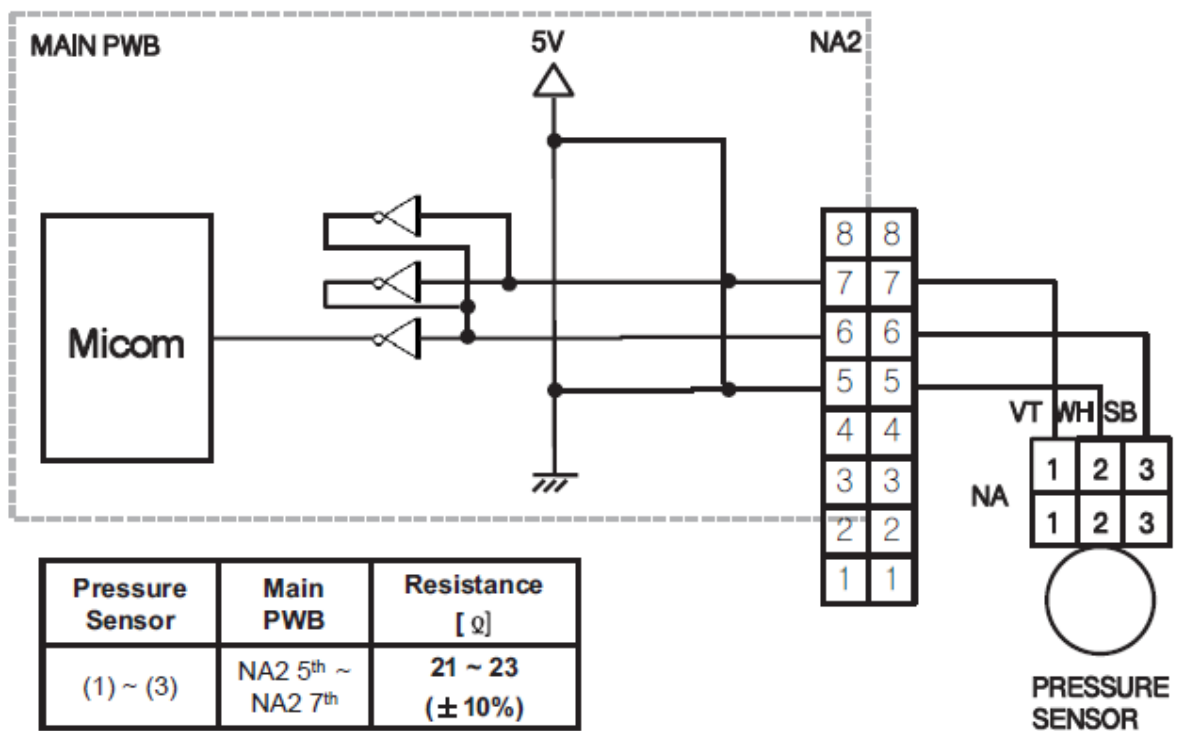 MAIN PWB
5V
NA2
Micom
8 8
7 7
6 6
5 5
4 4
3 3
2 2
1 1
VT WH SB
1 2 3
NA
1 2 3
PRESSURE
SENSOR
Pressure Sensor Main PWB Resistance [ Ω]
(1) ~ (3) NA2 5th ~ NA2 7th 21 ~ 23 (±10%)